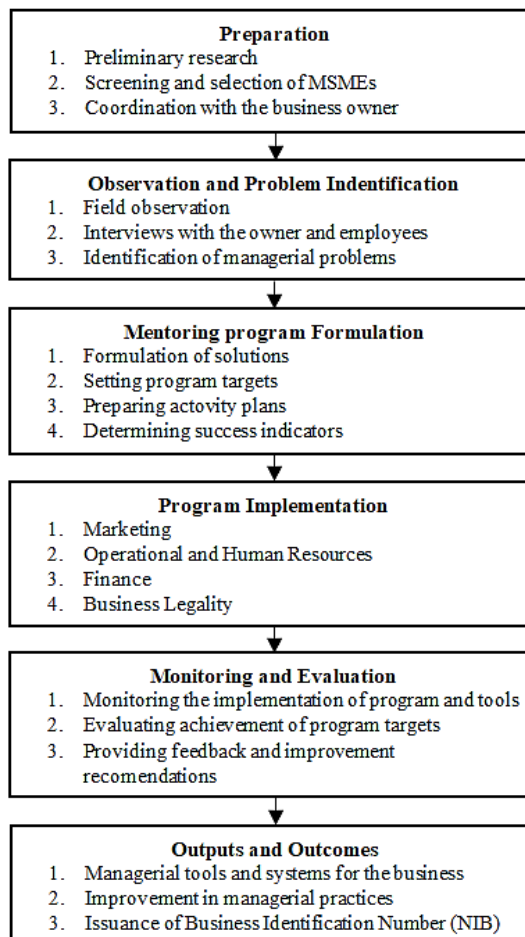 Preparation
1. Preliminary research
2. Screening and selection of MSMEs
3. Coordination with the business owner
Observation and Problem Indentification
1. Field observation
2. Interviews with the owner and employees
3. Identification of managerial problems
Mentoring program Formulation
1. Formulation of solutions
2. Setting program targets
3. Preparing actovity plans
4. Determining success indicators
Program Implementation
1. Marketing
2. Operational and Human Resources
3. Finance
4. Business Legality
Monitoring and Evaluation
1. Monitoring the implementation of program and tools
2. Evaluating achievement of program targets
3. Providing feedback and improvement
recomendations
Outputs and Outcomes
1. Managerial tools and systems for the business
2. Improvement in managerial practices
3. Issuance of Business Identification Number (NIB)